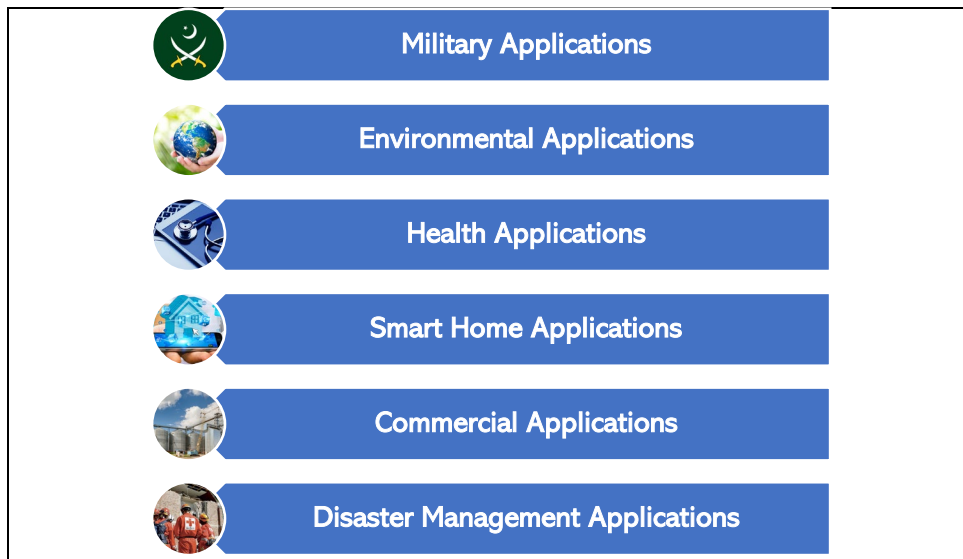 Military Applications
Environmental Applications
Health Applications
Smart Home Applications
Commercial Applications
Disaster Management Applications